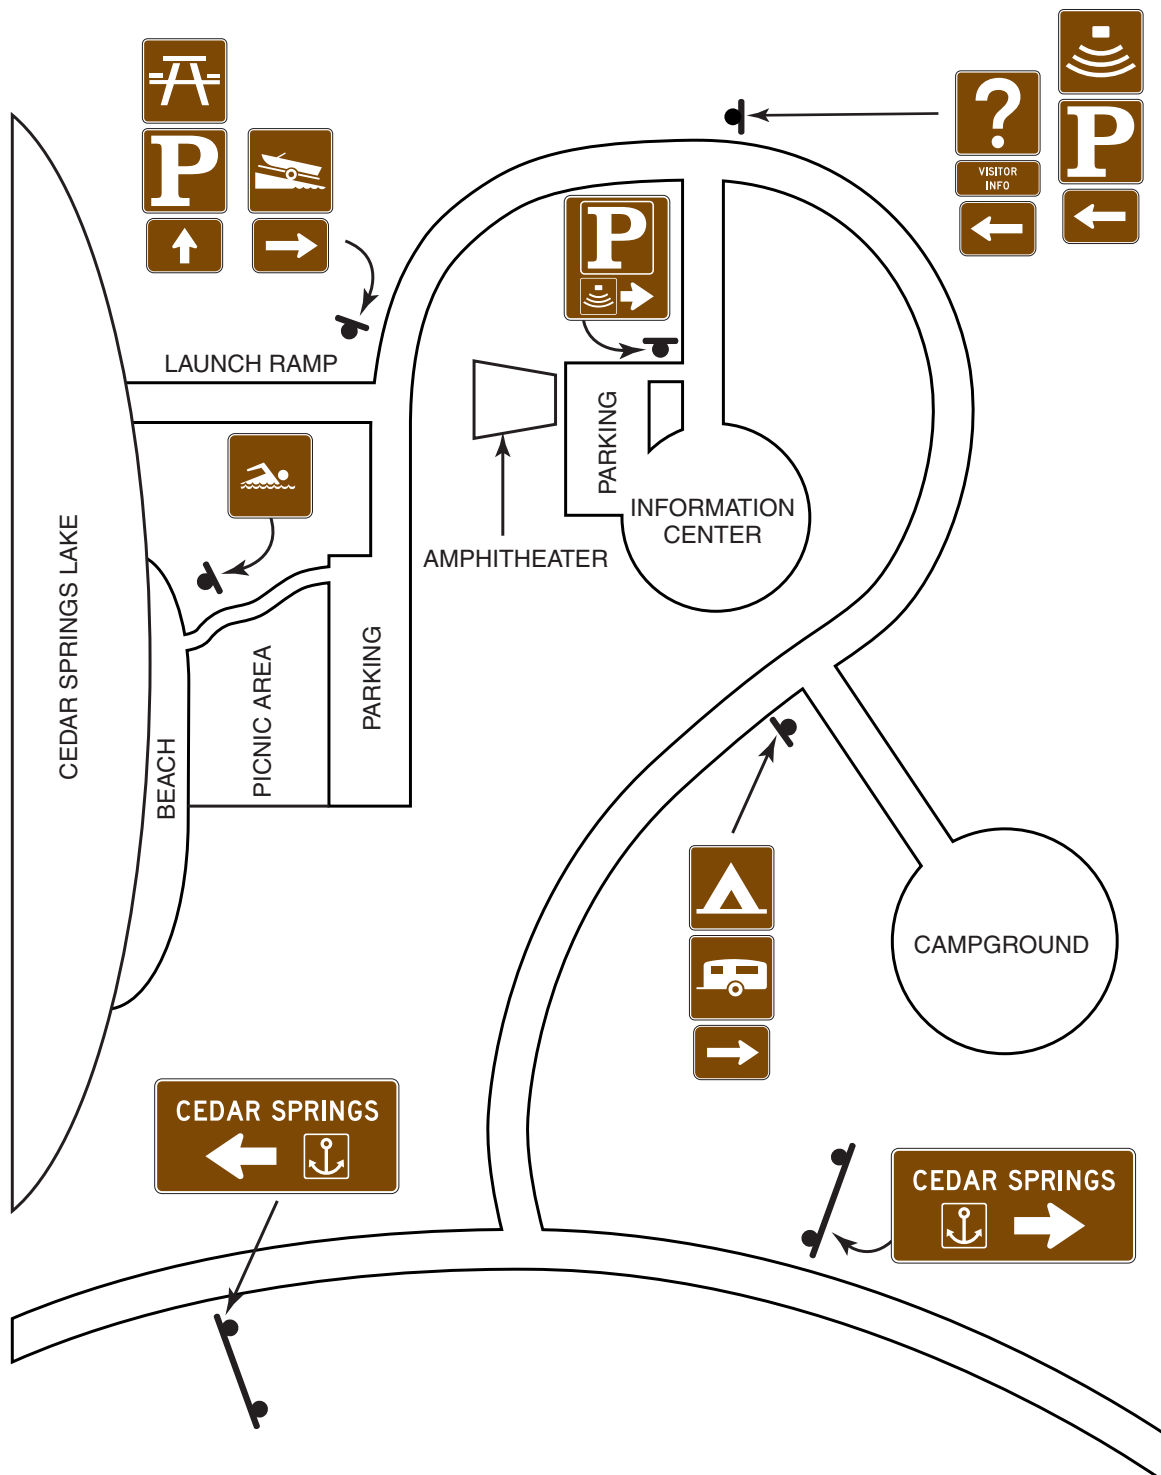 P
?
VISITOR
INFO
P
P
LAUNCH RAMP
PARKING
INFORMATION
CENTER
AMPHITHEATER
CEDAR SPRINGS LAKE
BEACH
PICNIC AREA
PARKING
CAMPGROUND
CEDAR SPRINGS
CEDAR SPRINGS